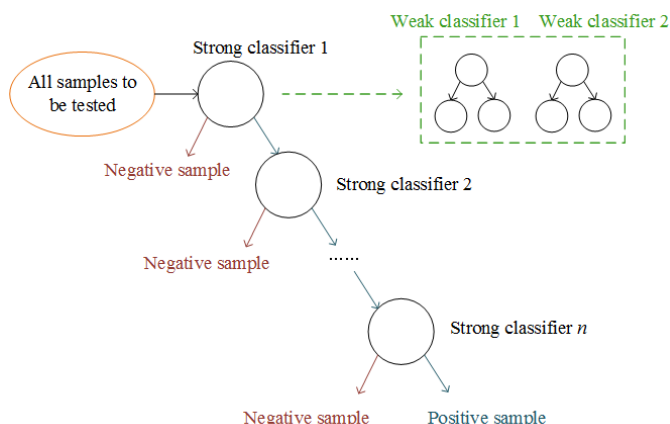 Weak classifier 1 Weak classifier 2
Strong classifier 1
All samples to
be tested
Negative sample
Strong classifier 2
Negative sample
......
Strong classifier n
Negative sample
Positive sample